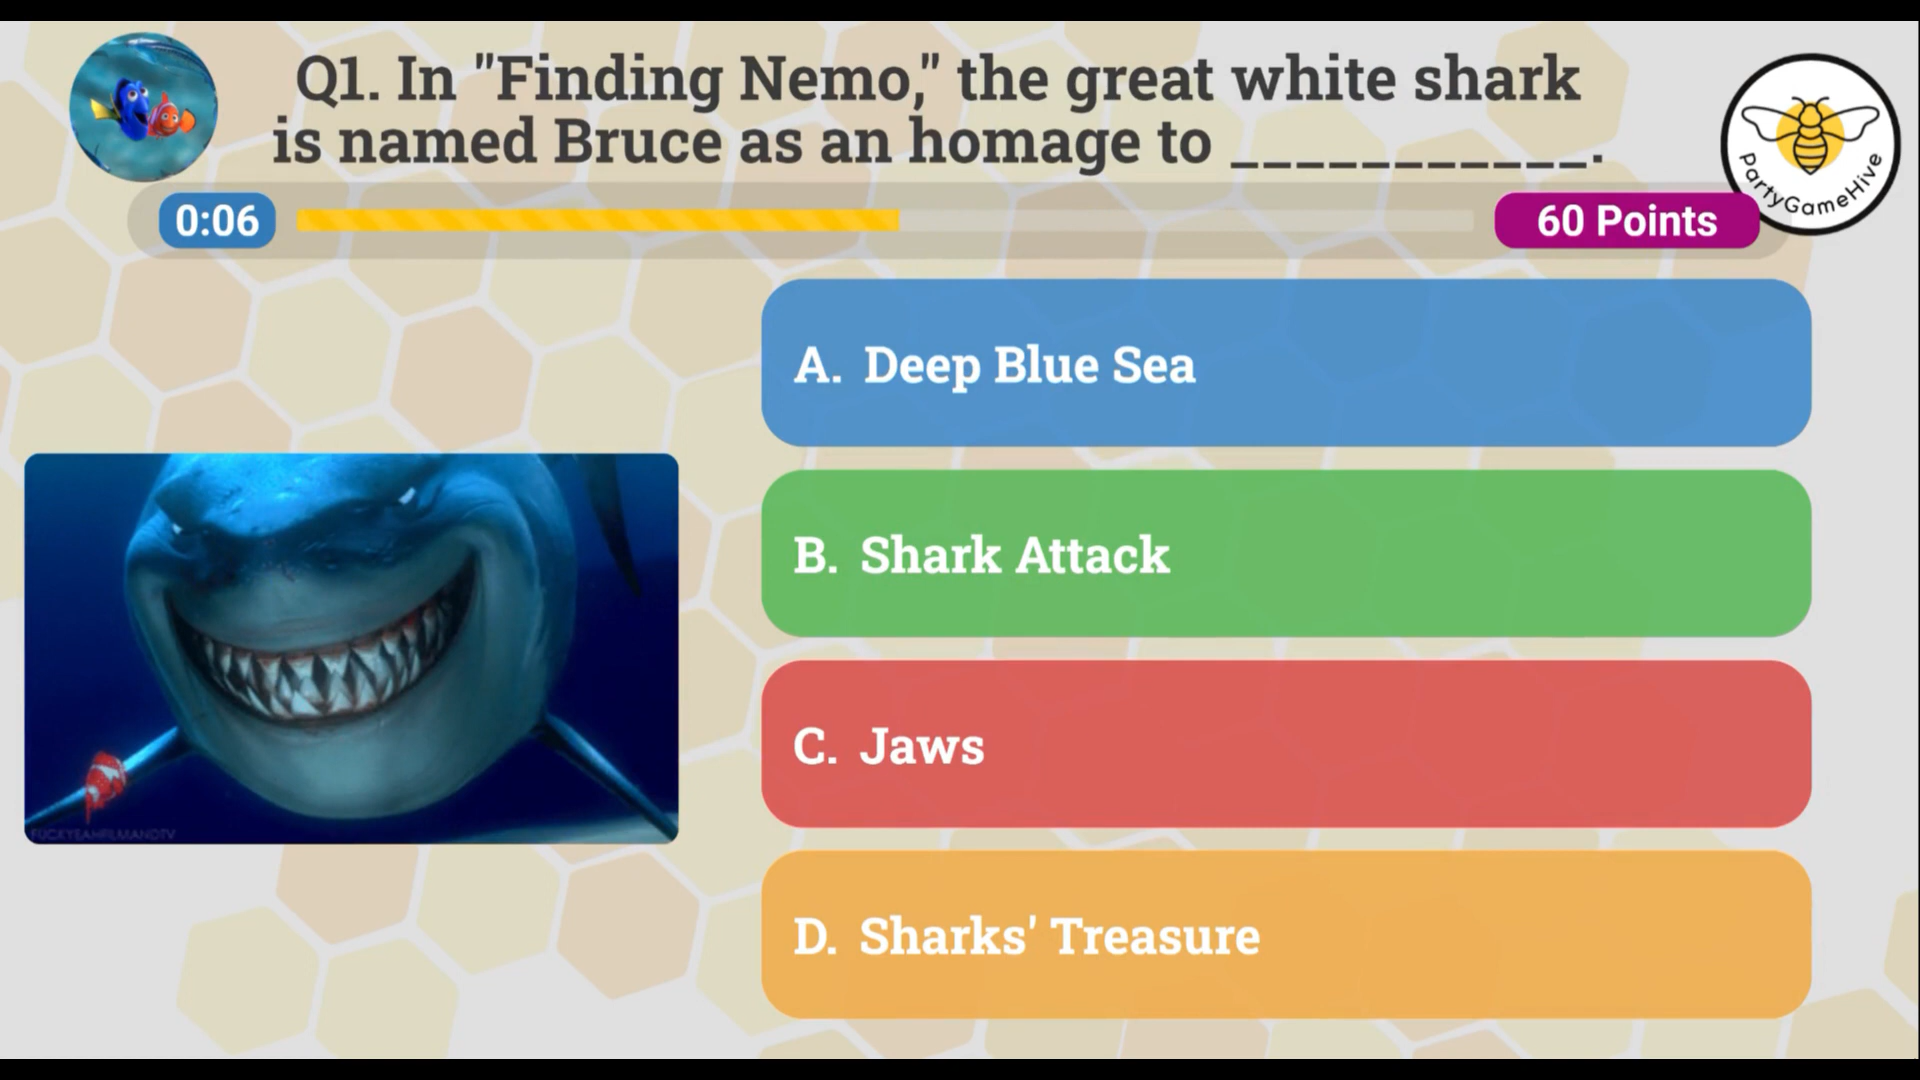 Q1. In "Finding Nemo," the great white shark
is named Bruce as an homage to ___________.
PartyGameHive
0:06
60 Points
A. Deep Blue Sea
B. Shark Attack
C. Jaws
D. Sharks' Treasure
FUCKYEAHFILMANDTV